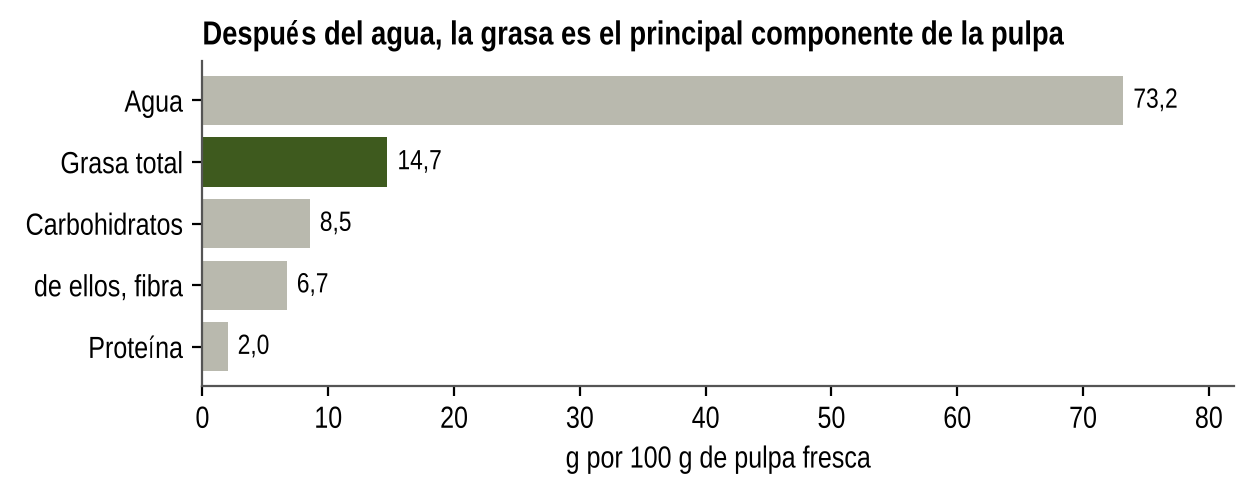 Después del agua, la grasa es el principal componente de la pulpa
Agua 73,2
Grasa total 14,7
Carbohidratos 8,5
de ellos, fibra 6,7
Proteína 2,0
0 10 20 30 40 50 60 70 80
g por 100 g de pulpa fresca